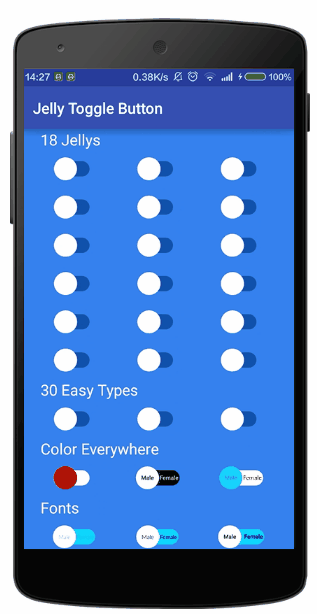 14:27 0.38K/s 100%
Jelly Toggle Button
18 Jellys
30 Easy Types
Color Everywhere
Male Female Male Female
Fonts
Male Male Female Male Female